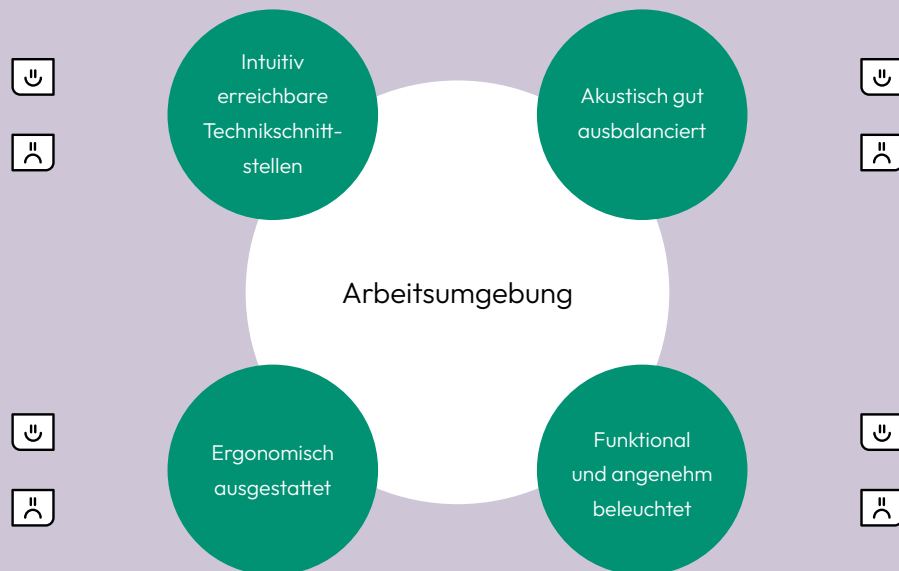 Intuitiv
erreichbare
Technikschnitt-
stellen
Akustisch gut
ausbalanciert
Arbeitsumgebung
Ergonomisch
ausgestattet
Funktional
und angenehm
beleuchtet